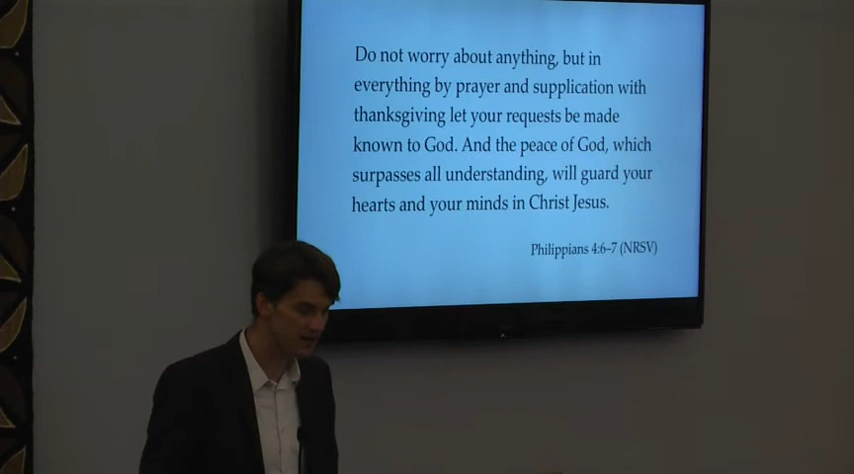 Do not worry about anything, but in
everything by prayer and supplication with
thanksgiving let your requests be made
known to God. And the peace of God, which
surpasses all understanding, will guard your
hearts and your minds in Christ Jesus.
Philippians 4:6–7 (NRSV)